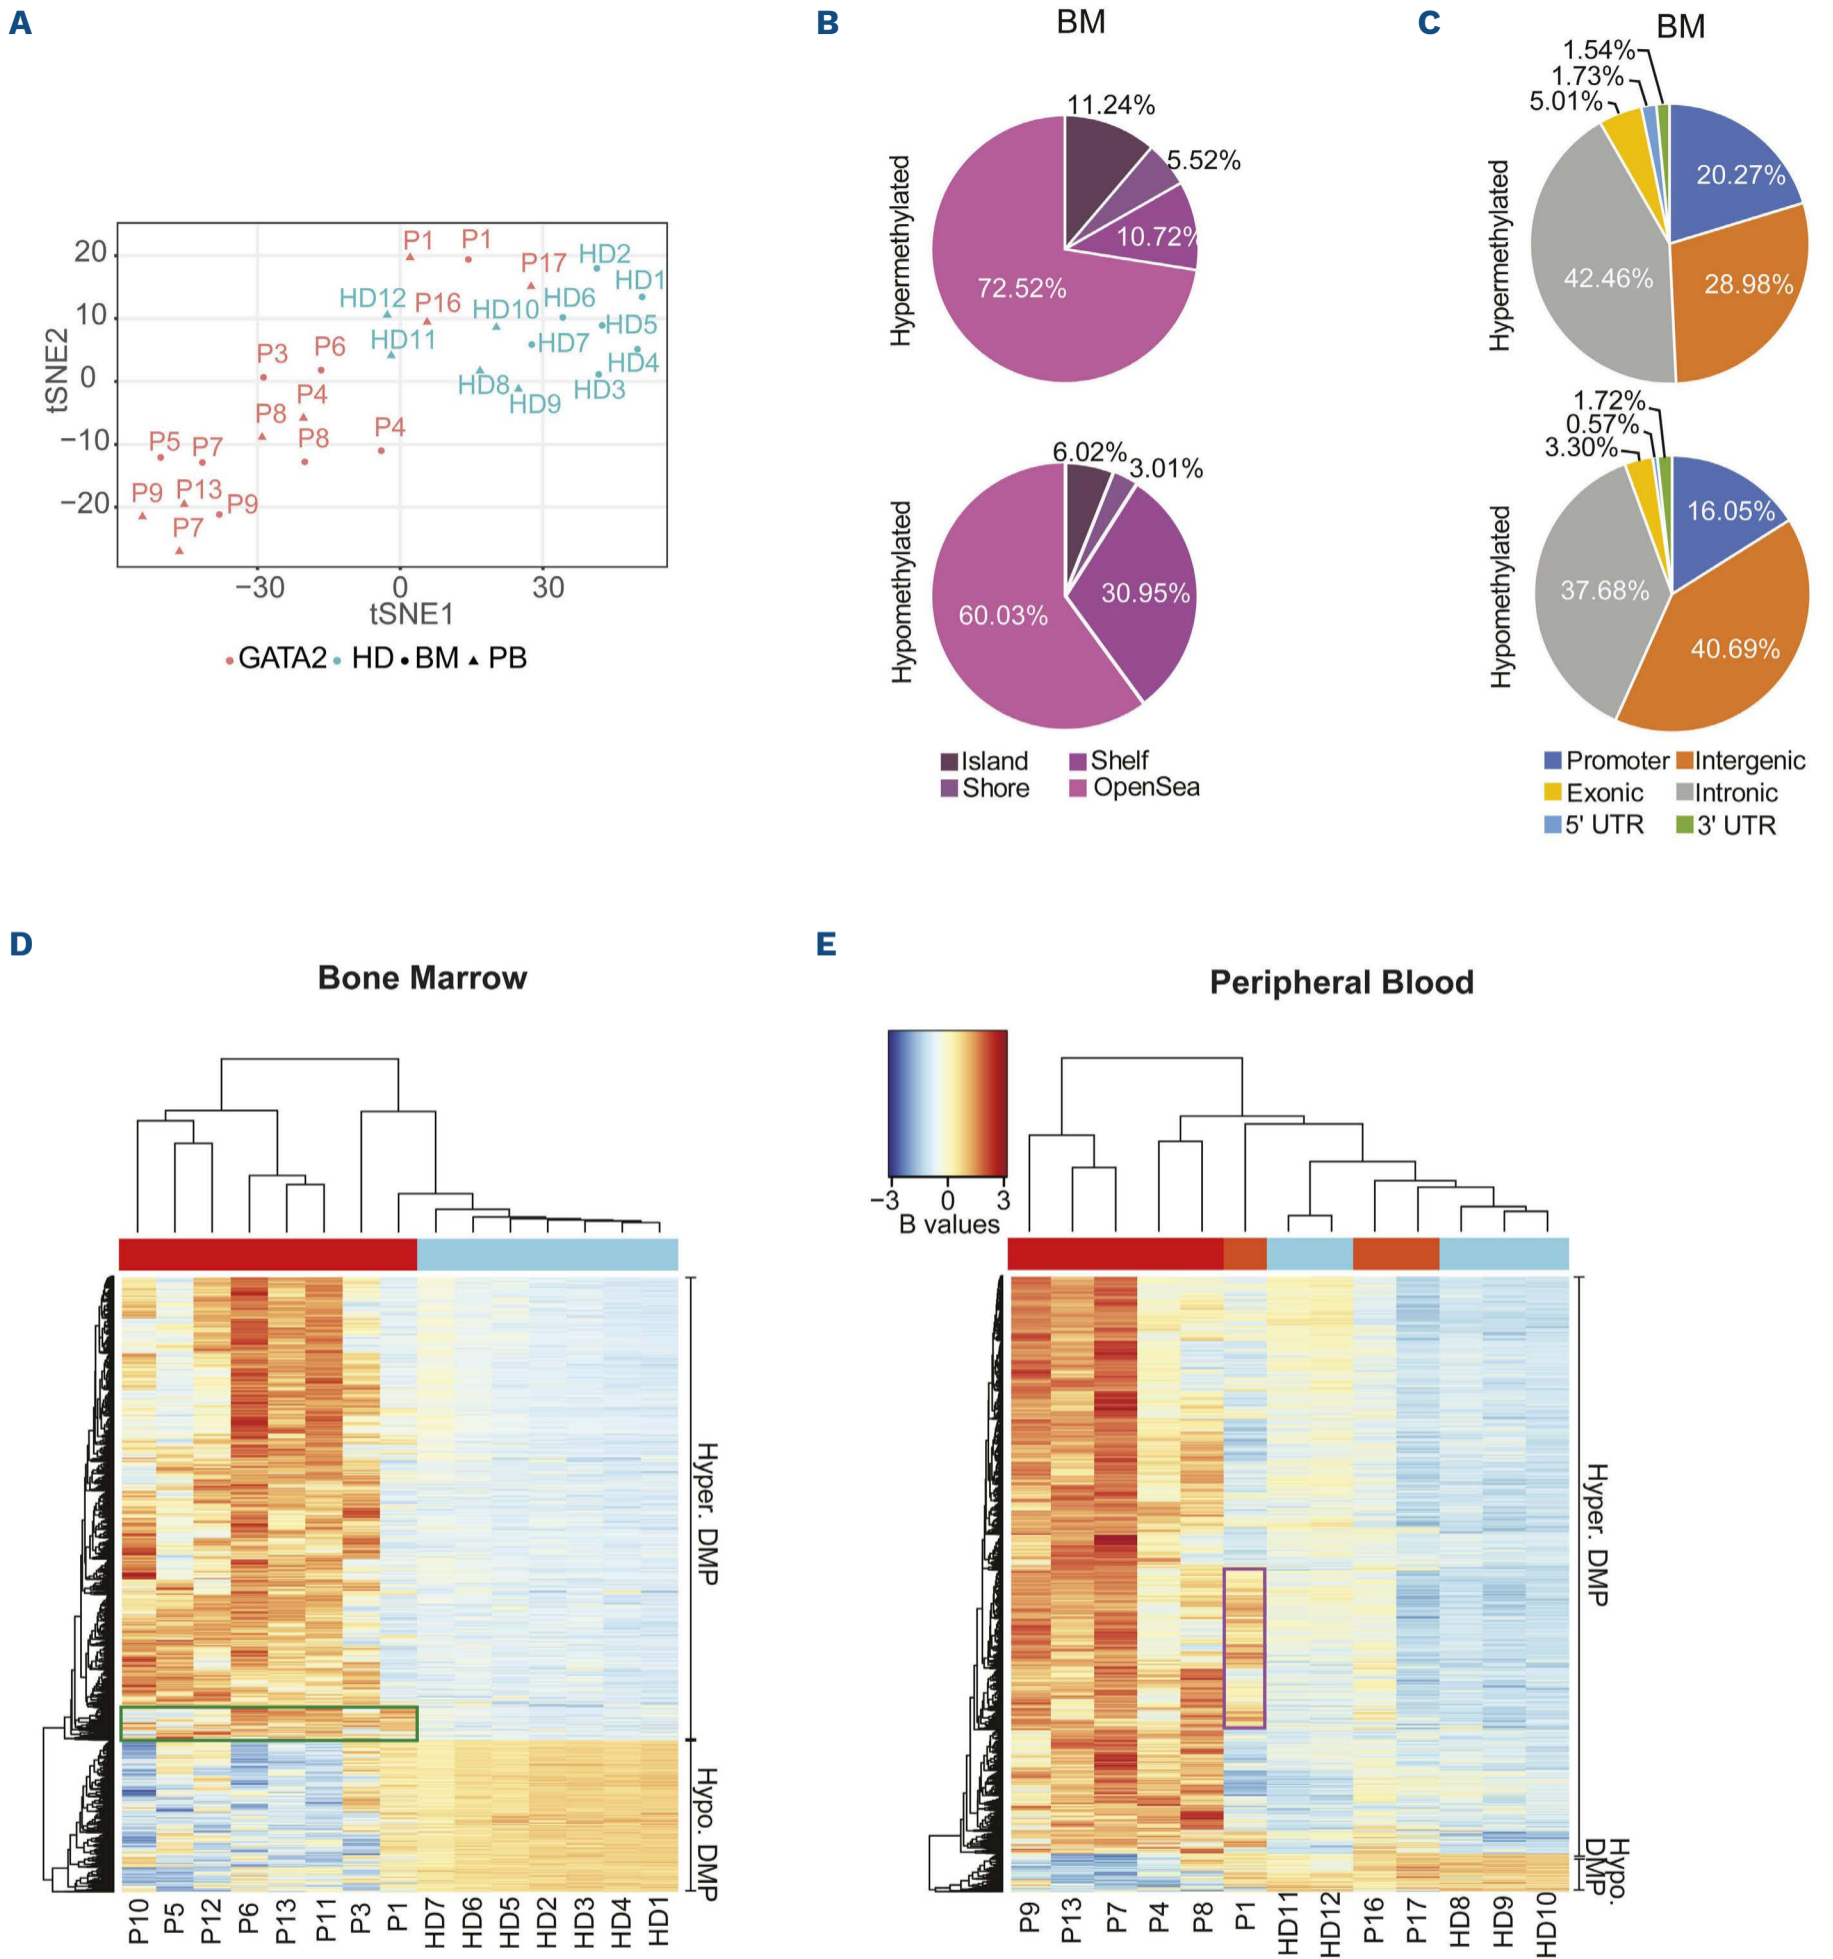 A
20
10
0
−10
−20
tSNE2
P1
P1
HD2
P17
HD1
HD12
P16
HD10
HD6
HD5
HD11
HD7
P3
P6
HD4
HD8
HD3
P4
HD9
P8
P4
P5
P7
P8
P9
P13
P9
P7
−30
0
30
tSNE1
GATA2 HD BM PB
B
BM
Hypermethylated
11.24%
5.52%
10.72%
72.52%
Hypomethylated
6.02%
3.01%
30.95%
60.03%
Island Shelf
Shore OpenSea
C
BM
1.54%
1.73%
5.01%
Hypermethylated
20.27%
42.46%
28.98%
1.72%
0.57%
3.30%
Hypomethylated
16.05%
37.68%
40.69%
Promoter Intergenic
Exonic Intronic
5' UTR 3' UTR
D
Bone Marrow
Hyper. DMP
Hypo. DMP
P10 P5 P12 P6 P13 P11 P3 P1 HD7 HD6 HD5 HD2 HD3 HD4 HD1
E
Peripheral Blood
−3 0 3
B values
Hyper. DMP
Hypo.
DMP
P9 P13 P7 P4 P8 P1 HD11 HD12 P16 P17 HD8 HD9 HD10